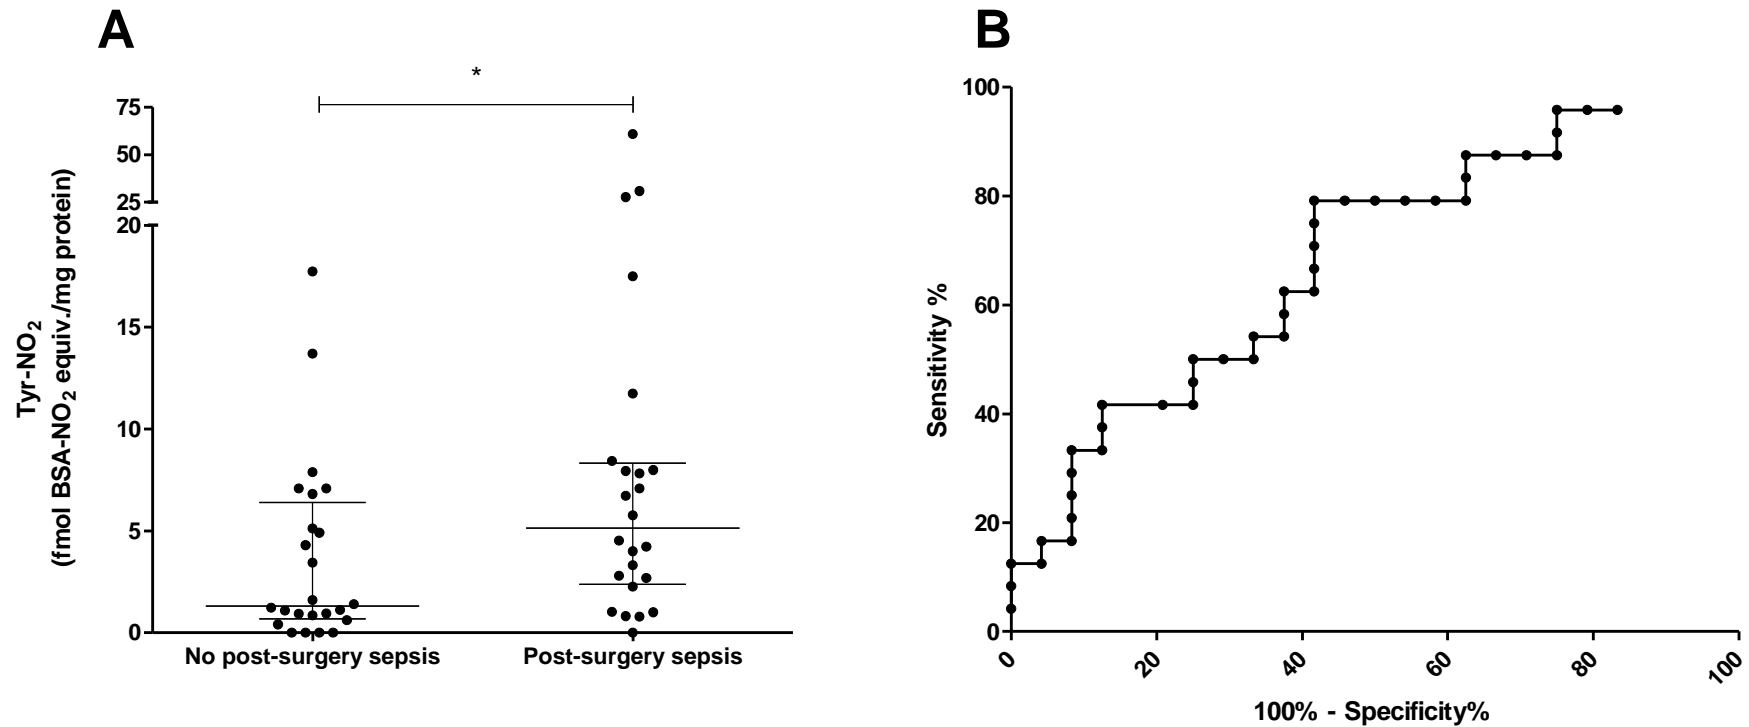 A
*
75
50
25
20
15
10
5
0
Tyr-NO2
(fmol BSA-NO2 equiv./mg protein)
No post-surgery sepsis
Post-surgery sepsis
B
100
80
60
40
20
0
Sensitivity %
0
20
40
60
80
100
100% - Specificity%